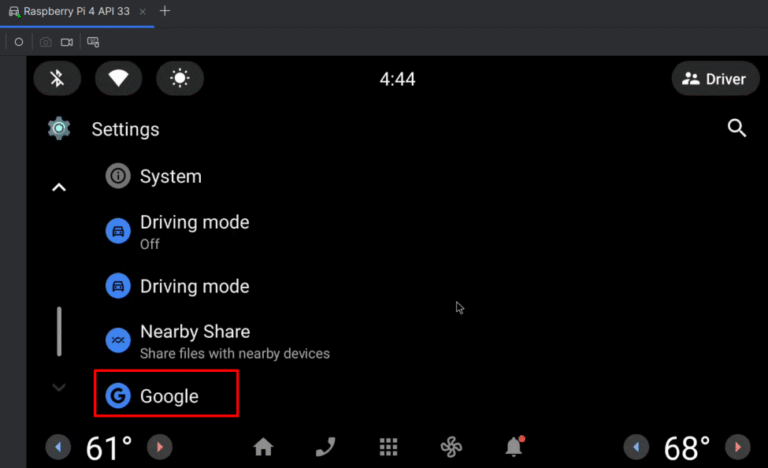 Raspberry Pi 4 API 33
4:44
Driver
Settings
System
Driving mode
Off
Driving mode
Nearby Share
Share files with nearby devices
Google
61°
68°